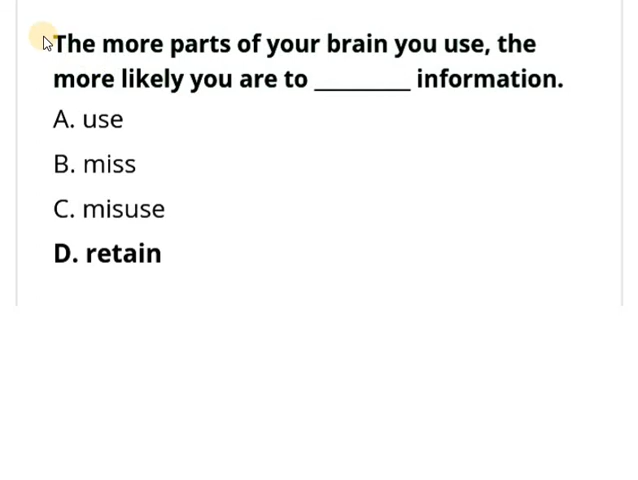 The more parts of your brain you use, the
more likely you are to ________ information.
A. use
B. miss
C. misuse
D. retain